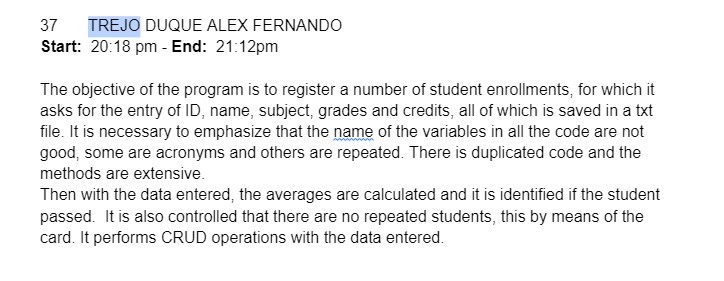 37 TREJO DUQUE ALEX FERNANDO
Start: 20:18 pm - End: 21:12pm
The objective of the program is to register a number of student enrollments, for which it
asks for the entry of ID, name, subject, grades and credits, all of which is saved in a txt
file. It is necessary to emphasize that the name of the variables in all the code are not
good, some are acronyms and others are repeated. There is duplicated code and the
methods are extensive.
Then with the data entered, the averages are calculated and it is identified if the student
passed. It is also controlled that there are no repeated students, this by means of the
card. It performs CRUD operations with the data entered.